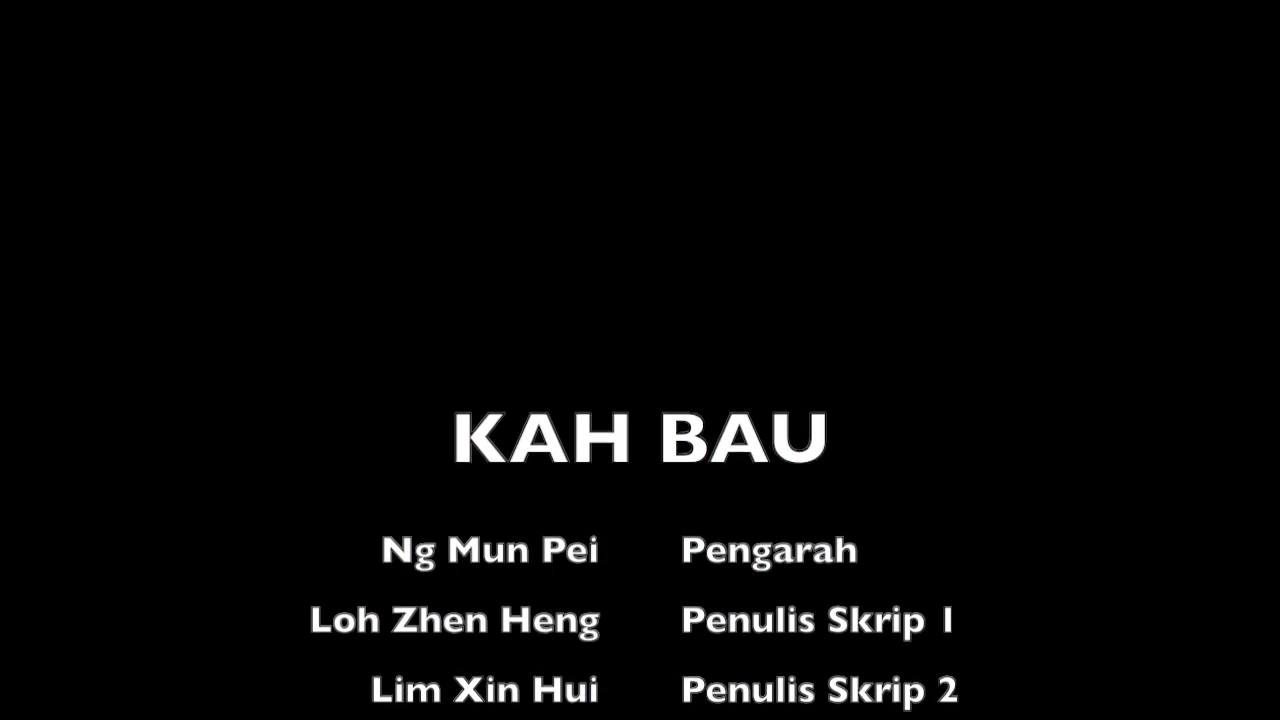 KAH BAU
Ng Mun Pei Pengarah
Loh Zhen Heng Penulis Skrip 1
Lim Xin Hui Penulis Skrip 2